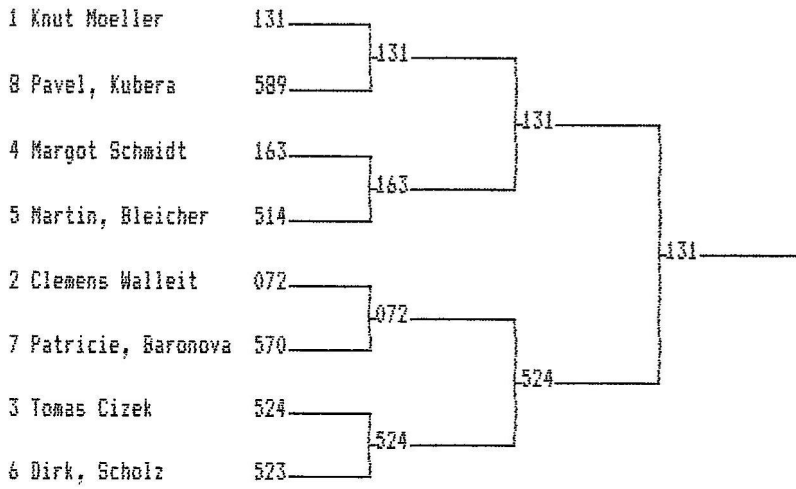 1 Knut Moeller 131
131
8 Pavel, Kubera 589
131
4 Margot Schmidt 163
163
5 Martin, Bleicher 514
131
2 Clemens Walleit 072
072
7 Patricie, Baronova 570
524
3 Tomas Cizek 524
524
6 Dirk, Scholz 523